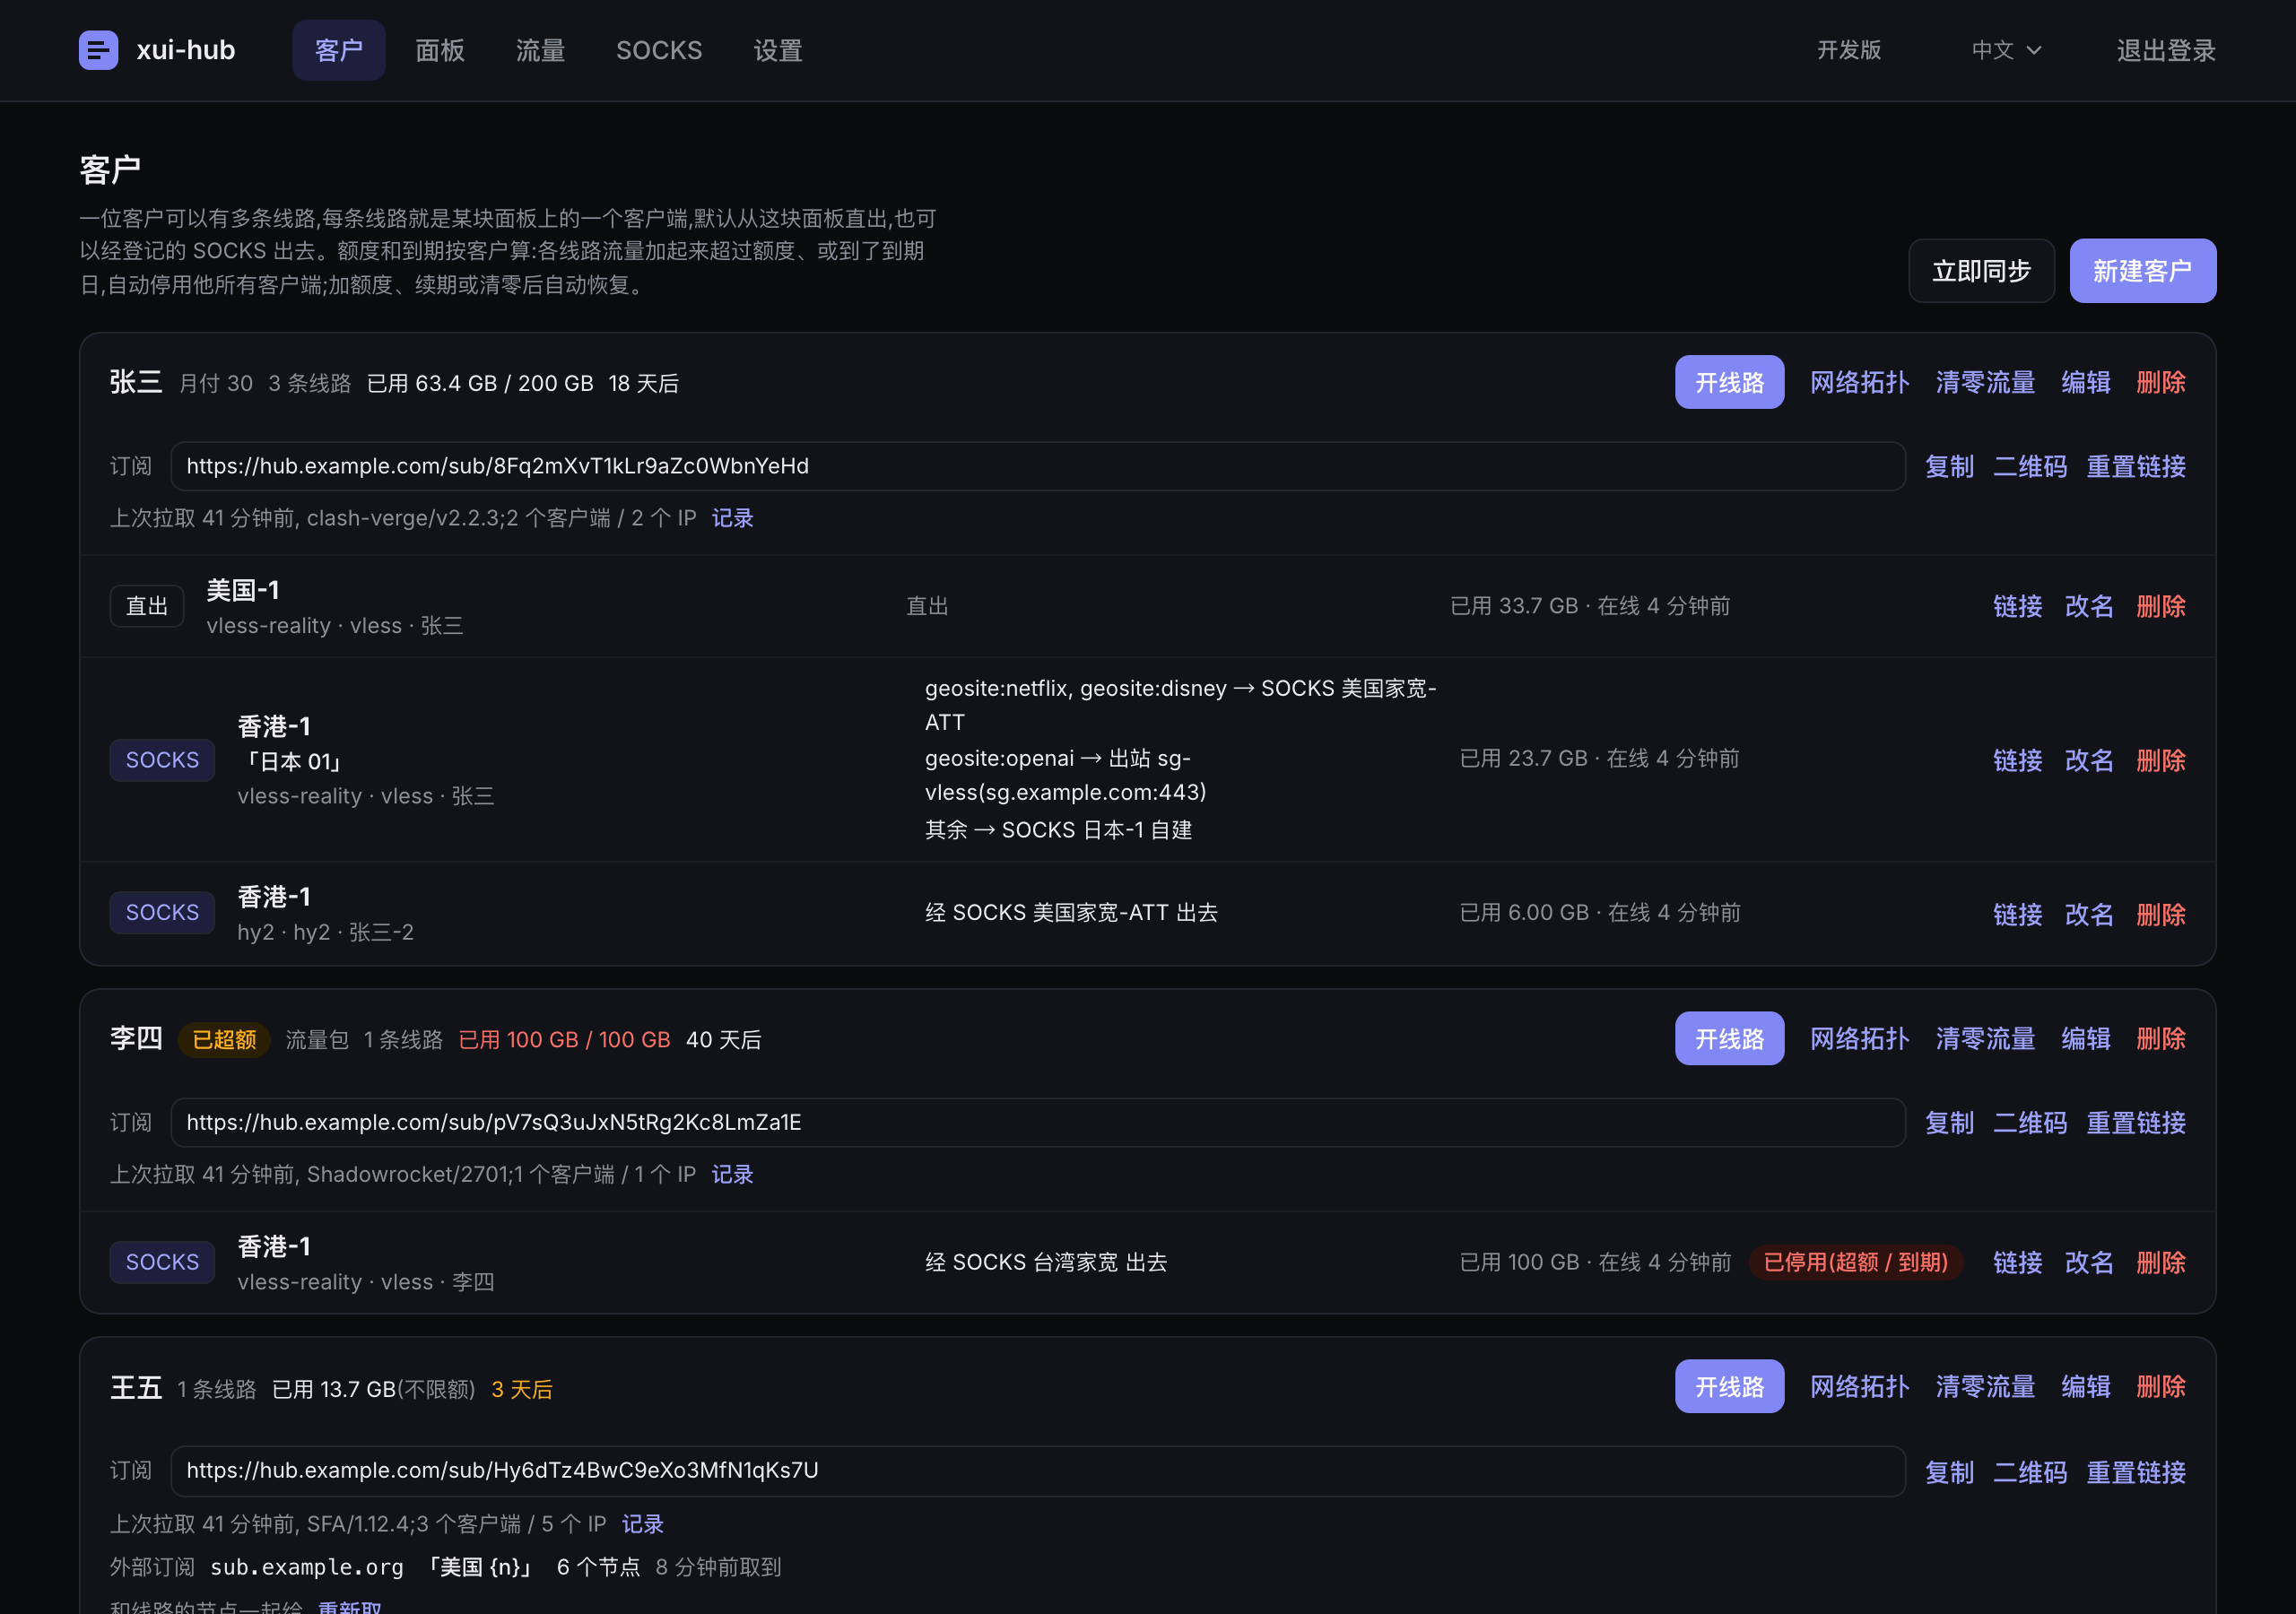 xui-hub 客户 面板 流量 SOCKS 设置 开发版 中文 退出登录
客户
一位客户可以有多条线路,每条线路就是某块面板上的一个客户端,默认从这块面板直出,也可
以经登记的 SOCKS 出去。额度和到期按客户算:各线路流量加起来超过额度、或到了到期
日,自动停用他所有客户端;加额度、续期或清零后自动恢复。
立即同步 新建客户
张三 月付 30 3 条线路 已用 63.4 GB / 200 GB 18 天后 开线路 网络拓扑 清零流量 编辑 删除
订阅 https://hub.example.com/sub/8Fq2mXvT1kLr9aZc0WbnYeHd 复制 二维码 重置链接
上次拉取 41 分钟前, clash-verge/v2.2.3;2 个客户端 / 2 个 IP 记录
直出 美国-1 直出 已用 33.7 GB · 在线 4 分钟前 链接 改名 删除
vless-reality · vless · 张三
geosite:netflix, geosite:disney → SOCKS 美国家宽-
ATT
SOCKS 香港-1
「日本 01」
vless-reality · vless · 张三
geosite:openai → 出站 sg-
vless(sg.example.com:443)
其余 → SOCKS 日本-1 自建
已用 23.7 GB · 在线 4 分钟前 链接 改名 删除
SOCKS 香港-1 经 SOCKS 美国家宽-ATT 出去 已用 6.00 GB · 在线 4 分钟前 链接 改名 删除
hy2 · hy2 · 张三-2
李四 已超额 流量包 1 条线路 已用 100 GB / 100 GB 40 天后 开线路 网络拓扑 清零流量 编辑 删除
订阅 https://hub.example.com/sub/pV7sQ3uJxN5tRg2Kc8LmZa1E 复制 二维码 重置链接
上次拉取 41 分钟前, Shadowrocket/2701;1 个客户端 / 1 个 IP 记录
SOCKS 香港-1 经 SOCKS 台湾家宽 出去 已用 100 GB · 在线 4 分钟前 已停用(超额 / 到期) 链接 改名 删除
vless-reality · vless · 李四
王五 1 条线路 已用 13.7 GB(不限额) 3 天后 开线路 网络拓扑 清零流量 编辑 删除
订阅 https://hub.example.com/sub/Hy6dTz4BwC9eXo3MfN1qKs7U 复制 二维码 重置链接
上次拉取 41 分钟前, SFA/1.12.4;3 个客户端 / 5 个 IP 记录
外部订阅 sub.example.org 「美国 {n}」 6 个节点 8 分钟前取到
和线路的节点一起给 重新取